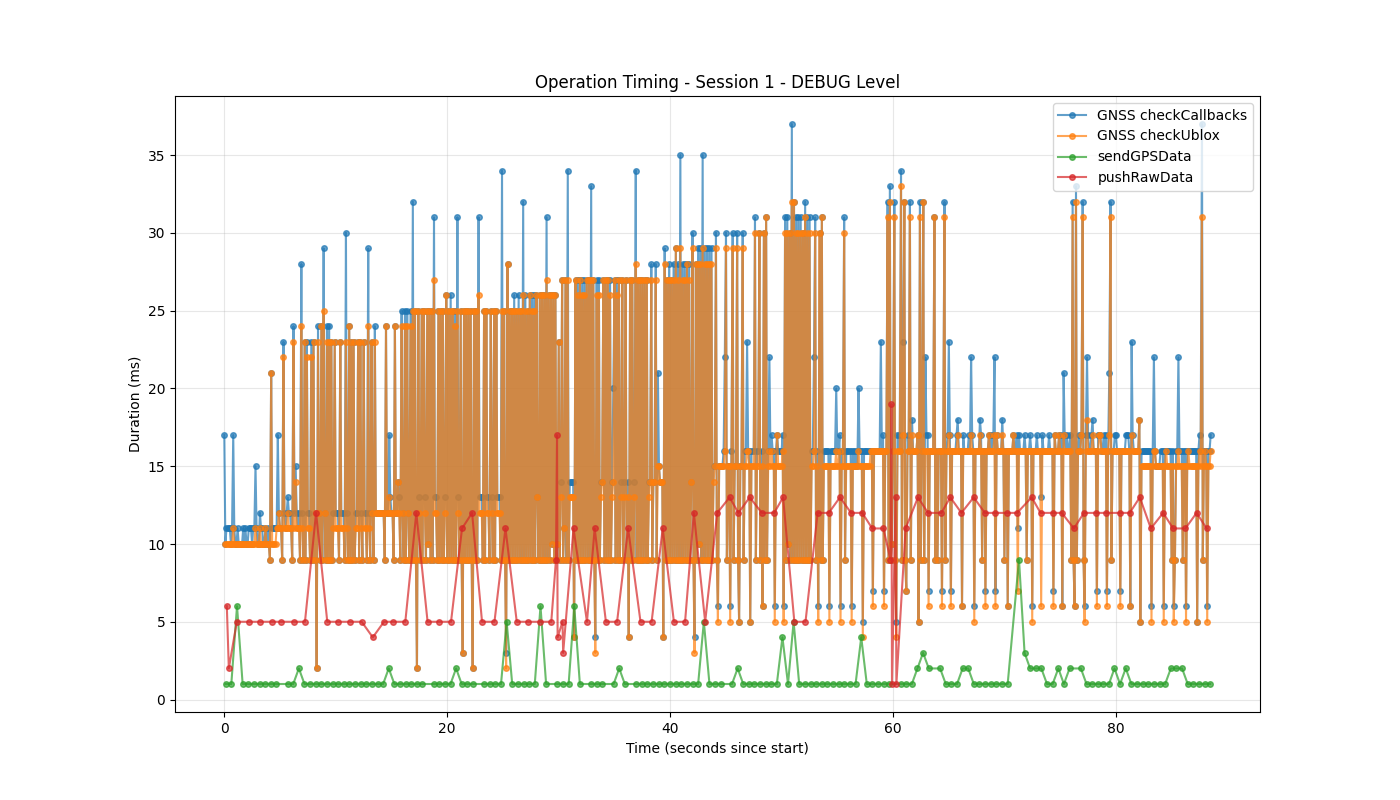 Operation Timing - Session 1 - DEBUG Level
GNSS checkCallbacks
GNSS checkUblox
sendGPSData
pushRawData
Duration (ms)
35
30
25
20
15
10
5
0
0 20 40 60 80
Time (seconds since start)